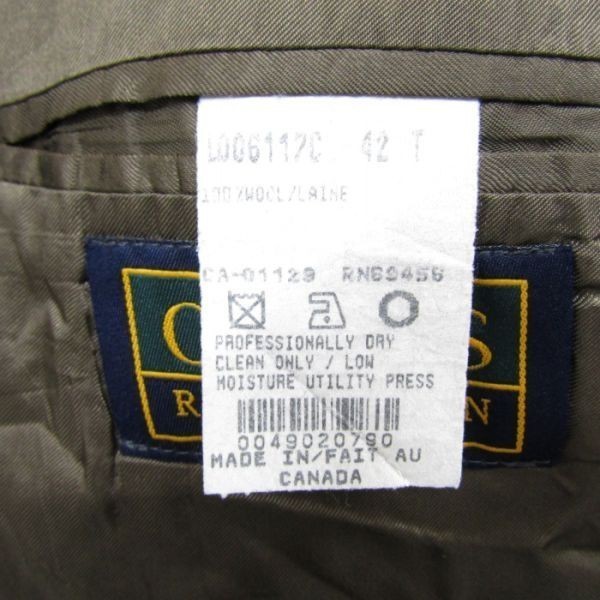 L006117C 42 T
100%WOOL/LAINE
CA-01129 RN69456
PROFESSIONALLY DRY
CLEAN ONLY / LOW
MOISTURE UTILITY PRESS
0049020790
MADE IN/FAIT AU
CANADA